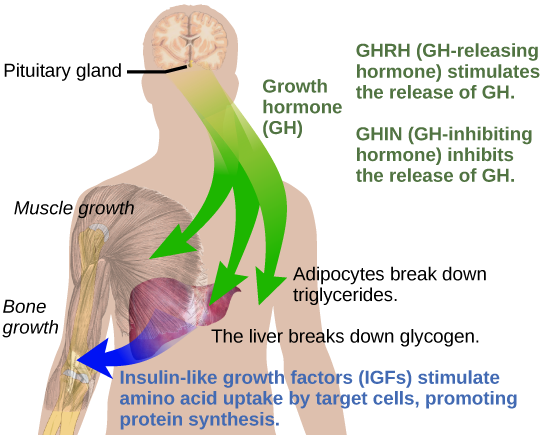 Pituitary gland
Growth
hormone
(GH)
GHRH (GH-releasing
hormone) stimulates
the release of GH.
GHIN (GH-inhibiting
hormone) inhibits
the release of GH.
Muscle growth
Bone
growth
Adipocytes break down
triglycerides.
The liver breaks down glycogen.
Insulin-like growth factors (IGFs) stimulate
amino acid uptake by target cells, promoting
protein synthesis.